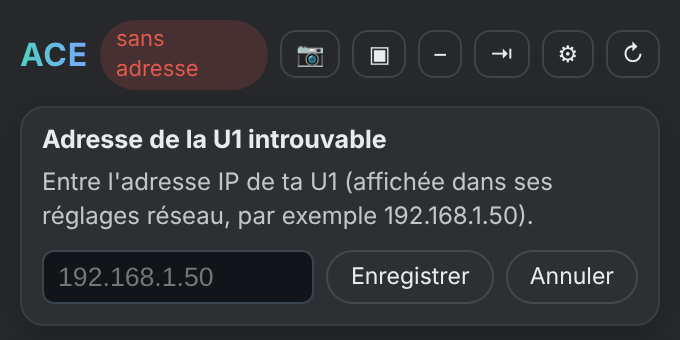 ACE
sans
adresse
Adresse de la U1 introuvable
Entre l'adresse IP de ta U1 (affichée dans ses
réglages réseau, par exemple 192.168.1.50).
192.168.1.50 Enregistrer Annuler